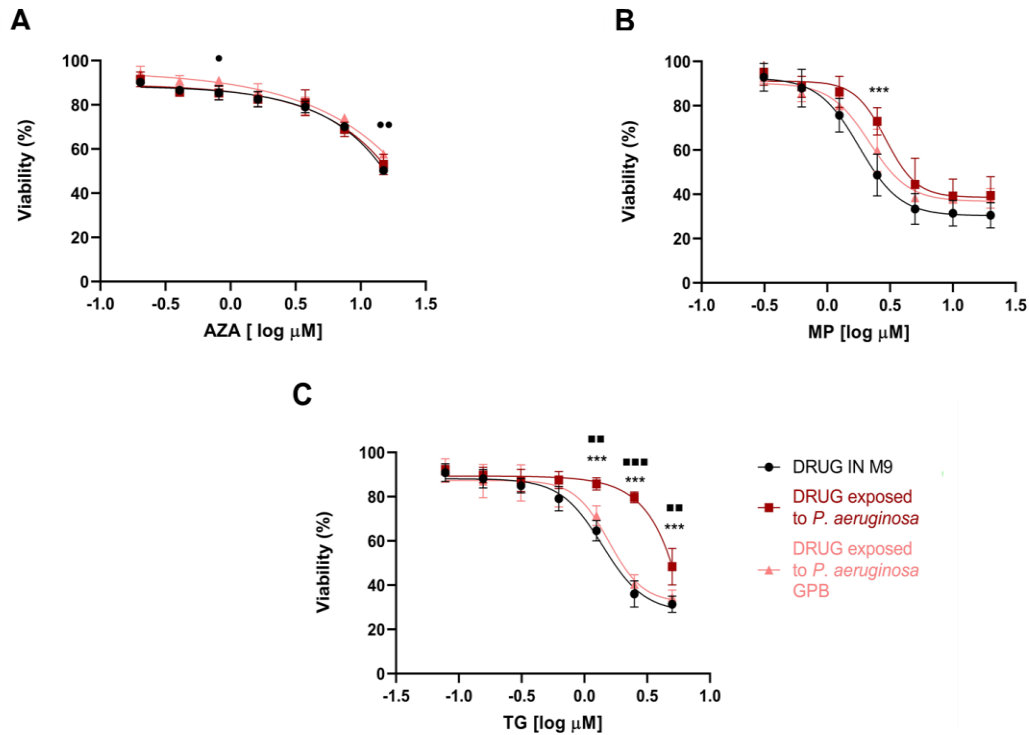 A
100
80
60
40
20
0
Viability (%)
-1.0
-0.5
0.0
0.5
1.0
1.5
AZA [ log μM]
B
***
100
80
60
40
20
0
Viability (%)
-1.0
-0.5
0.0
0.5
1.0
1.5
MP [log μM]
C
***
***
***
100
80
60
40
20
0
Viability (%)
-1.5
-1.0
-0.5
0.0
0.5
1.0
TG [log μM]
DRUG IN M9
DRUG exposed
to P. aeruginosa
DRUG exposed
to P. aeruginosa
GPB